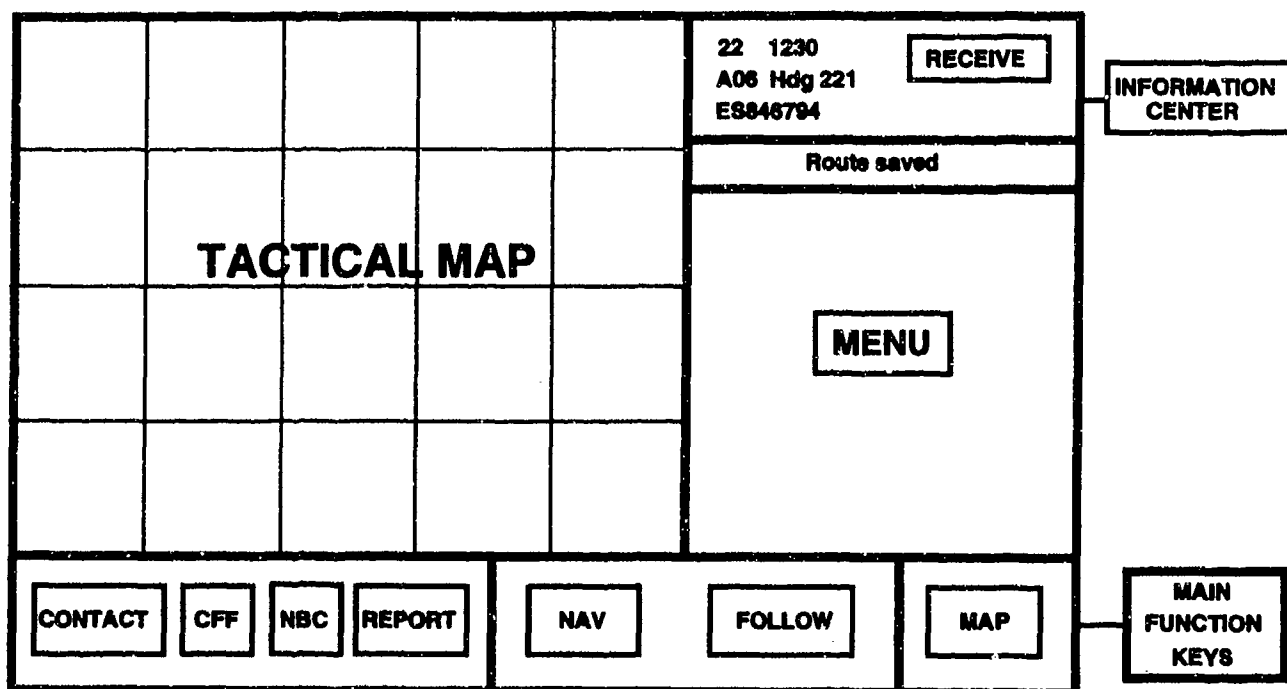 22 1230
RECEIVE
A06 Hdg 221
ES846794
INFORMATION
CENTER
Route saved
TACTICAL MAP
MENU
CONTACT
CFF
NBC
REPORT
NAV
FOLLOW
MAP
MAIN
FUNCTION
KEYS